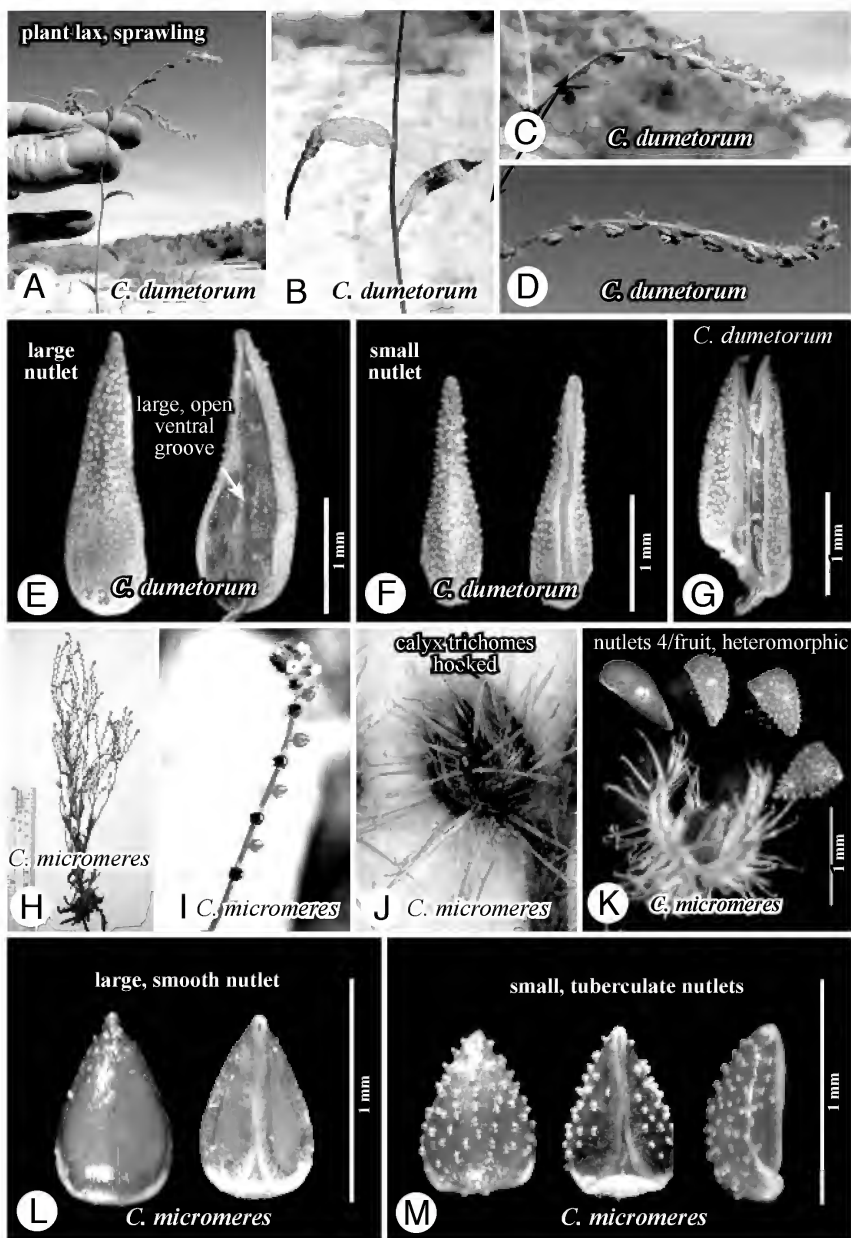 plant lax, sprawling
A
C. dumetorum
B
C. dumetorum
C
C. dumetorum
D
C. dumetorum
large
nutlet
large, open
ventral
groove
1 mm
E
C. dumetorum
small
nutlet
1 mm
F
C. dumetorum
C. dumetorum
1 mm
G
C. micromeres
H
I
C. micromeres
calyx trichomes
hooked
J
C. micromeres
nutlets 4/fruit, heteromorphic
1 mm
K
C. micromeres
large, smooth nutlet
1 mm
L
C. micromeres
small, tuberculate nutlets
1 mm
M
C. micromeres